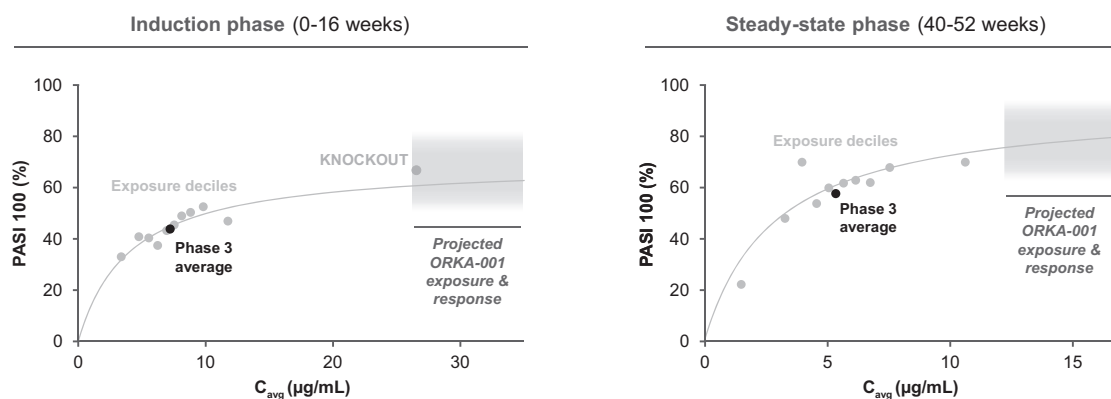 Induction phase (0-16 weeks)
100
80
60
40
20
0
PASI 100 (%)
0
10
20
30
C_avg (µg/mL)
Exposure deciles
KNOCKOUT
Phase 3
average
Projected
ORKA-001
exposure &
response
Steady-state phase (40-52 weeks)
100
80
60
40
20
0
PASI 100 (%)
0
5
10
15
C_avg (µg/mL)
Exposure deciles
Phase 3
average
Projected
ORKA-001
exposure &
response